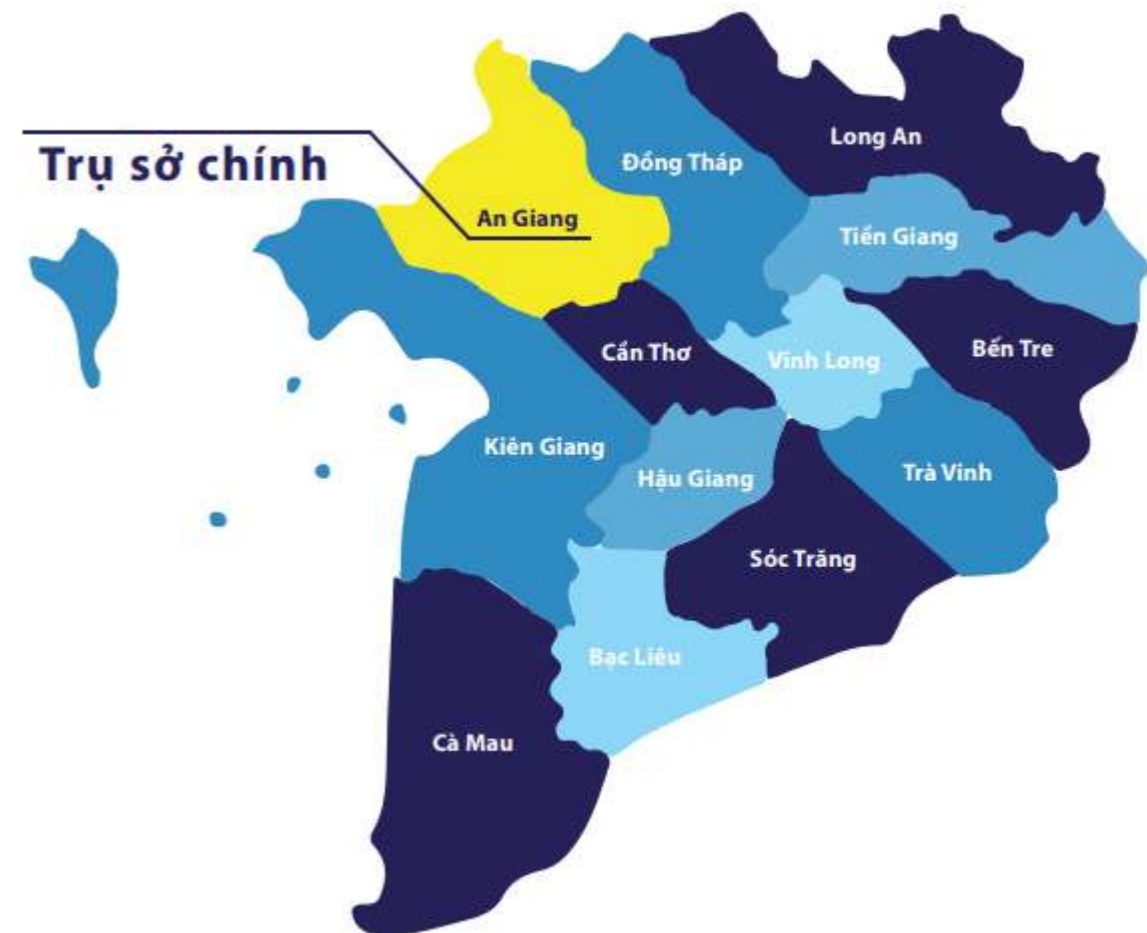 Long An
Trụ sở chính
Đồng Tháp
An Giang
Tiền Giang
Cần Thơ
Vĩnh Long
Bến Tre
Kiên Giang
Hậu Giang
Trà Vinh
Sóc Trăng
Bạc Liêu
Cà Mau